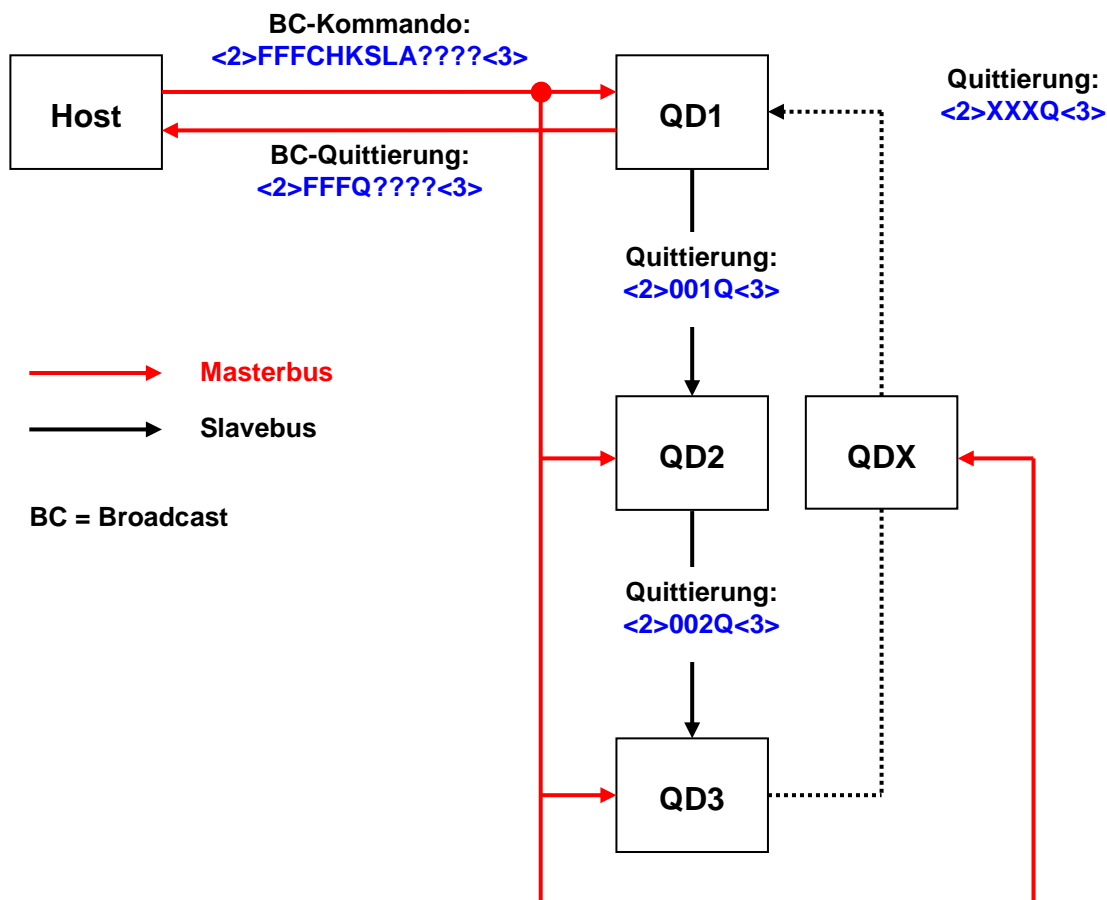 BC-Kommando:
<2>FFFCHKSLA????<3>
Host
QD1
Quittierung:
<2>XXXQ<3>
BC-Quittierung:
<2>FFFQ????<3>
Quittierung:
<2>001Q<3>
Masterbus
Slavebus
QD2
QDX
BC = Broadcast
Quittierung:
<2>002Q<3>
QD3